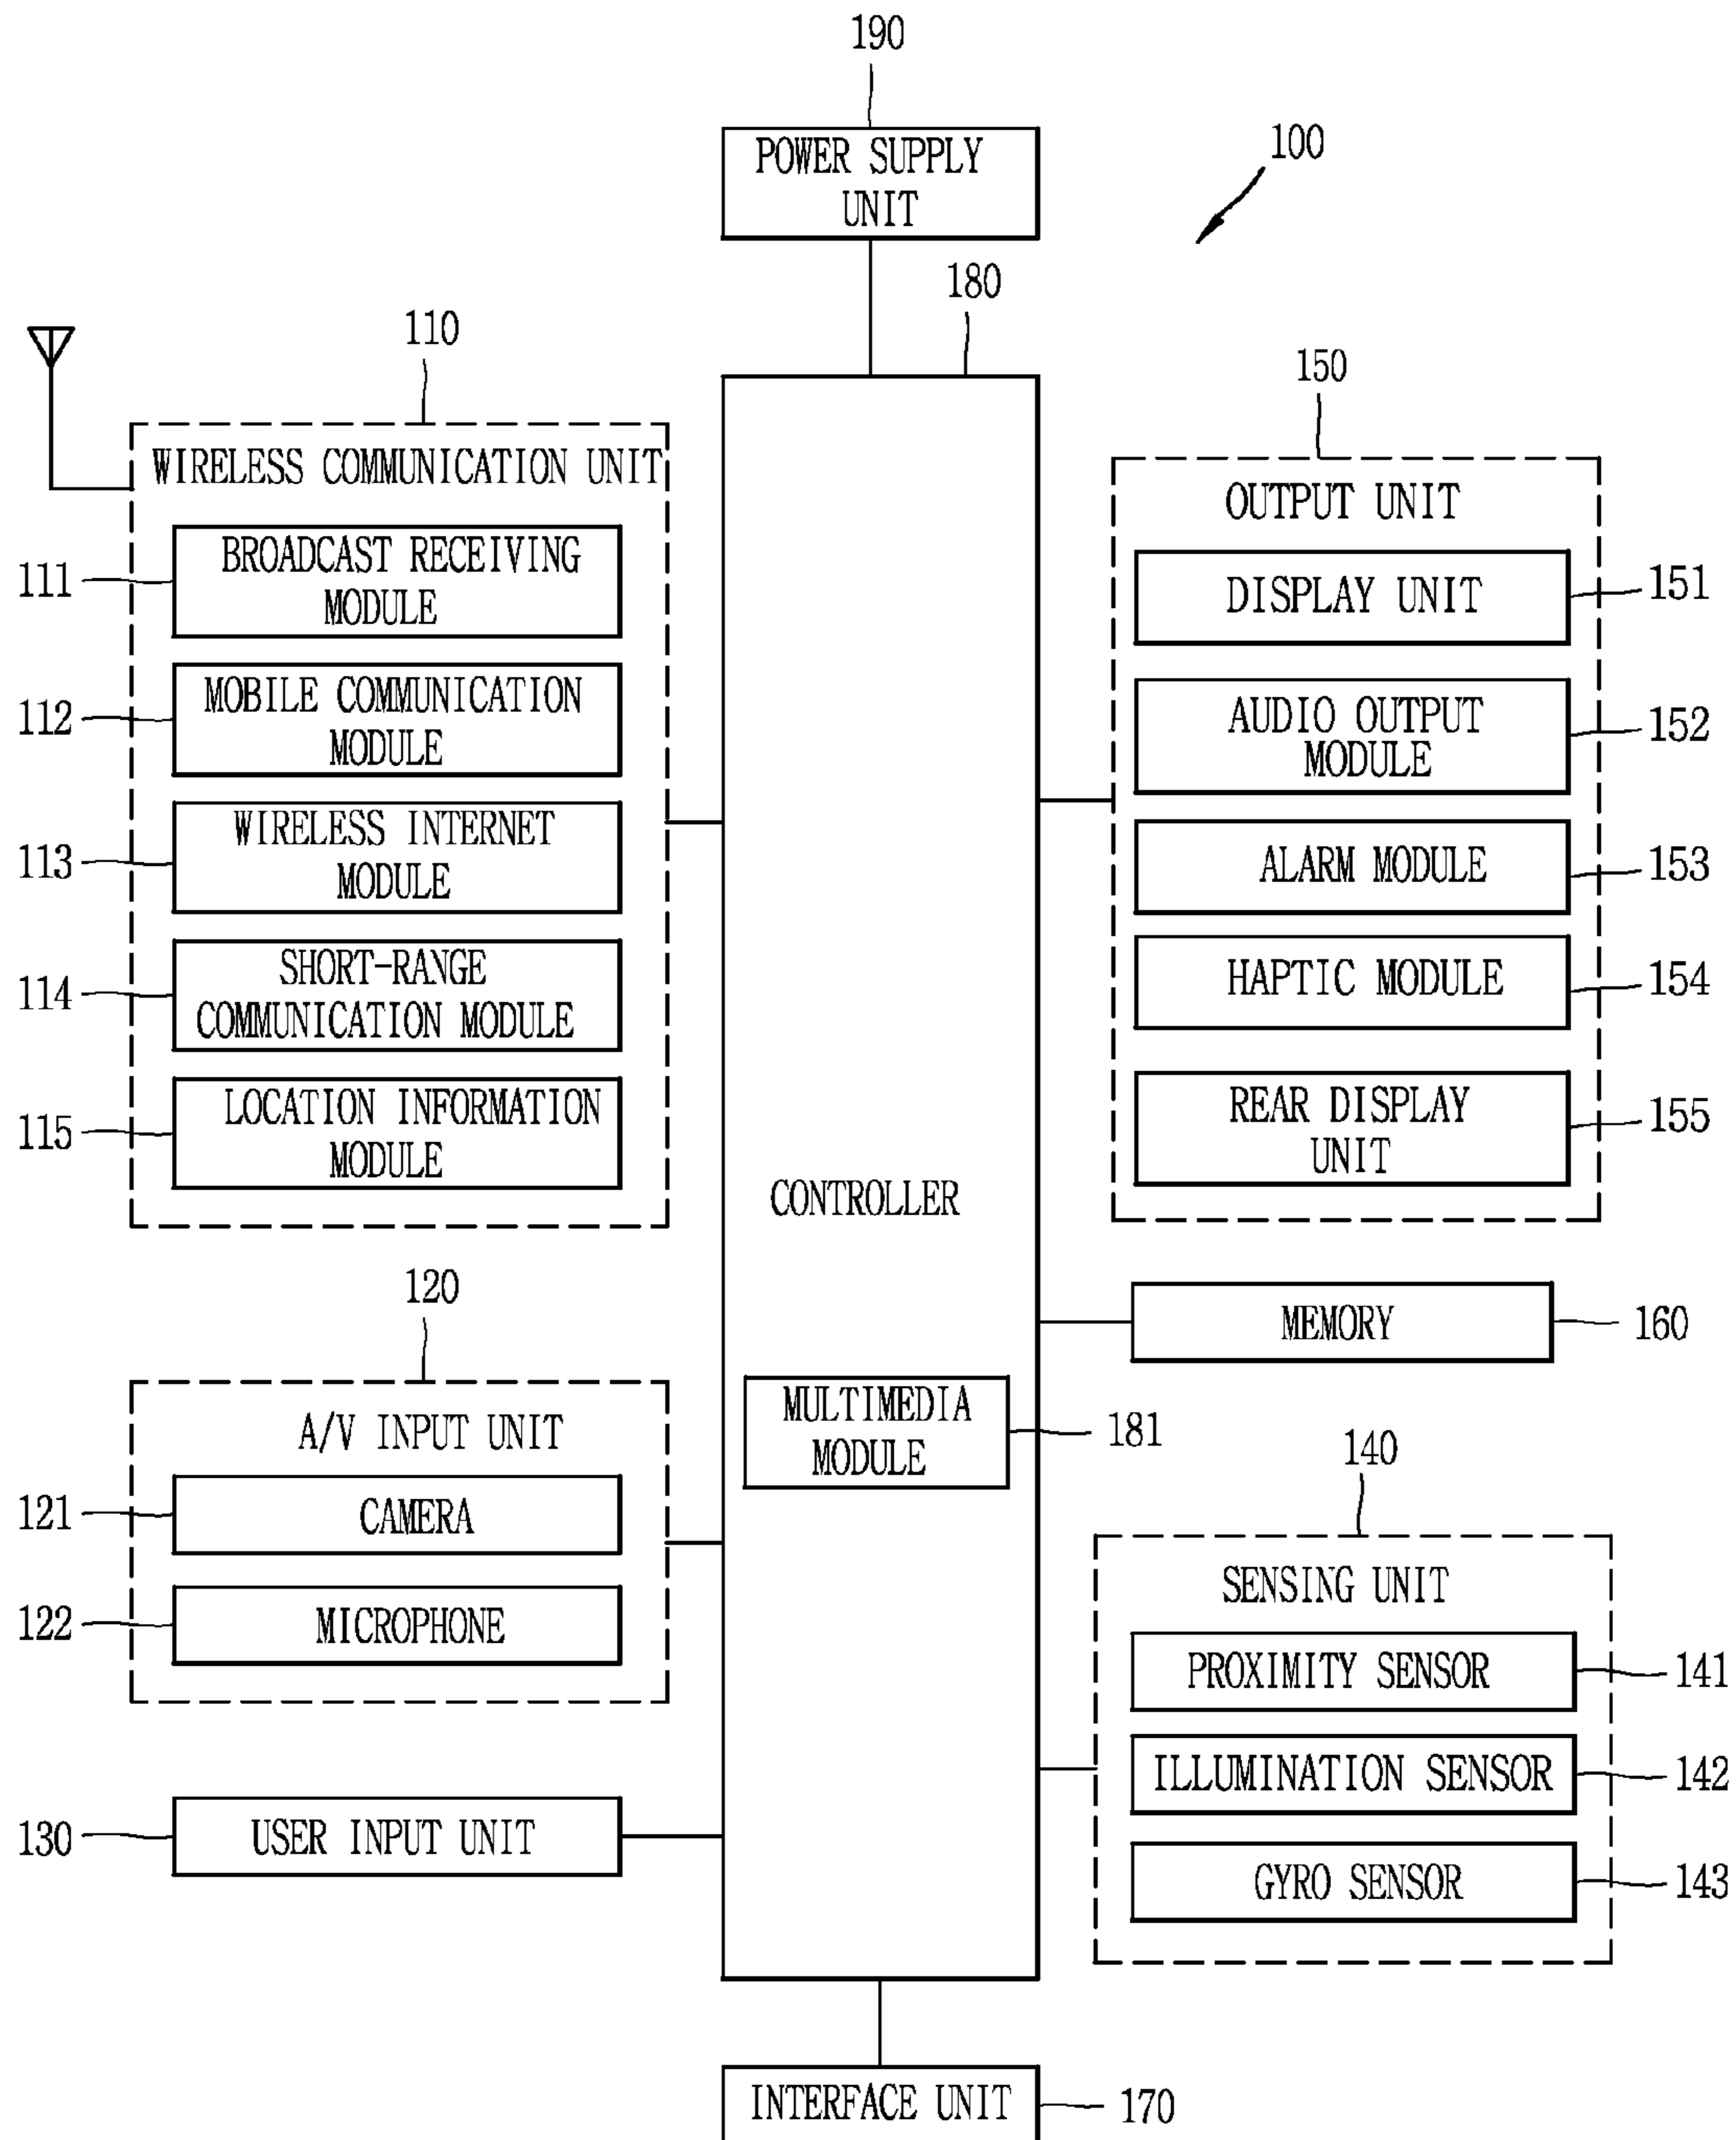 190
POWER SUPPLY
UNIT
100
180
110
WIRELESS COMMUNICATION UNIT
111
BROADCAST RECEIVING
MODULE
112
MOBILE COMMUNICATION
MODULE
113
WIRELESS INTERNET
MODULE
114
SHORT-RANGE
COMMUNICATION MODULE
115
LOCATION INFORMATION
MODULE
120
A/V INPUT UNIT
121
CAMERA
122
MICROPHONE
130
USER INPUT UNIT
CONTROLLER
MULTIMEDIA
MODULE
181
150
OUTPUT UNIT
DISPLAY UNIT
151
AUDIO OUTPUT
MODULE
152
ALARM MODULE
153
HAPTIC MODULE
154
REAR DISPLAY
UNIT
155
MEMORY
160
140
SENSING UNIT
PROXIMITY SENSOR
141
ILLUMINATION SENSOR
142
GYRO SENSOR
143
INTERFACE UNIT
170